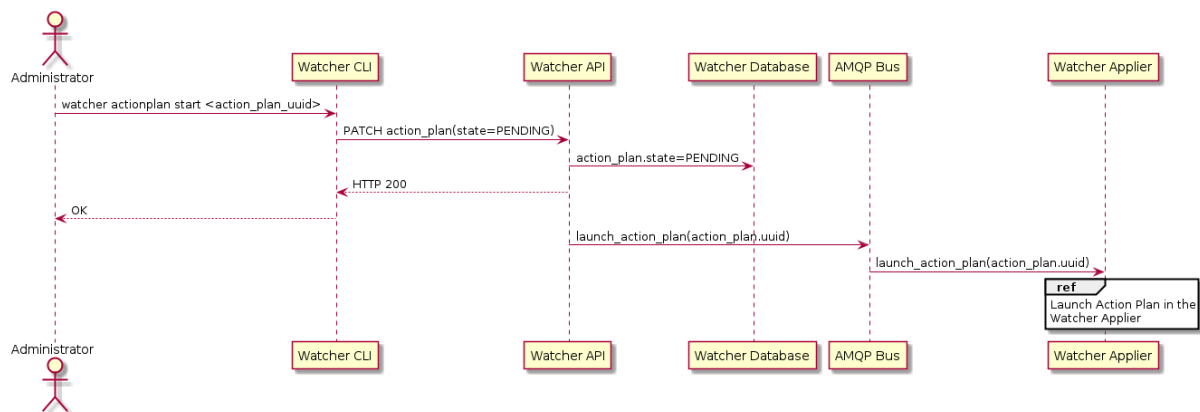 Administrator
Watcher CLI
Watcher API
Watcher Database
AMQP Bus
Watcher Applier
watcher actionplan start <action_plan_uuid>
PATCH action_plan(state=PENDING)
action_plan.state=PENDING
HTTP 200
OK
launch_action_plan(action_plan.uuid)
launch_action_plan(action_plan.uuid)
ref
Launch Action Plan in the
Watcher Applier
Administrator
Watcher CLI
Watcher API
Watcher Database
AMQP Bus
Watcher Applier